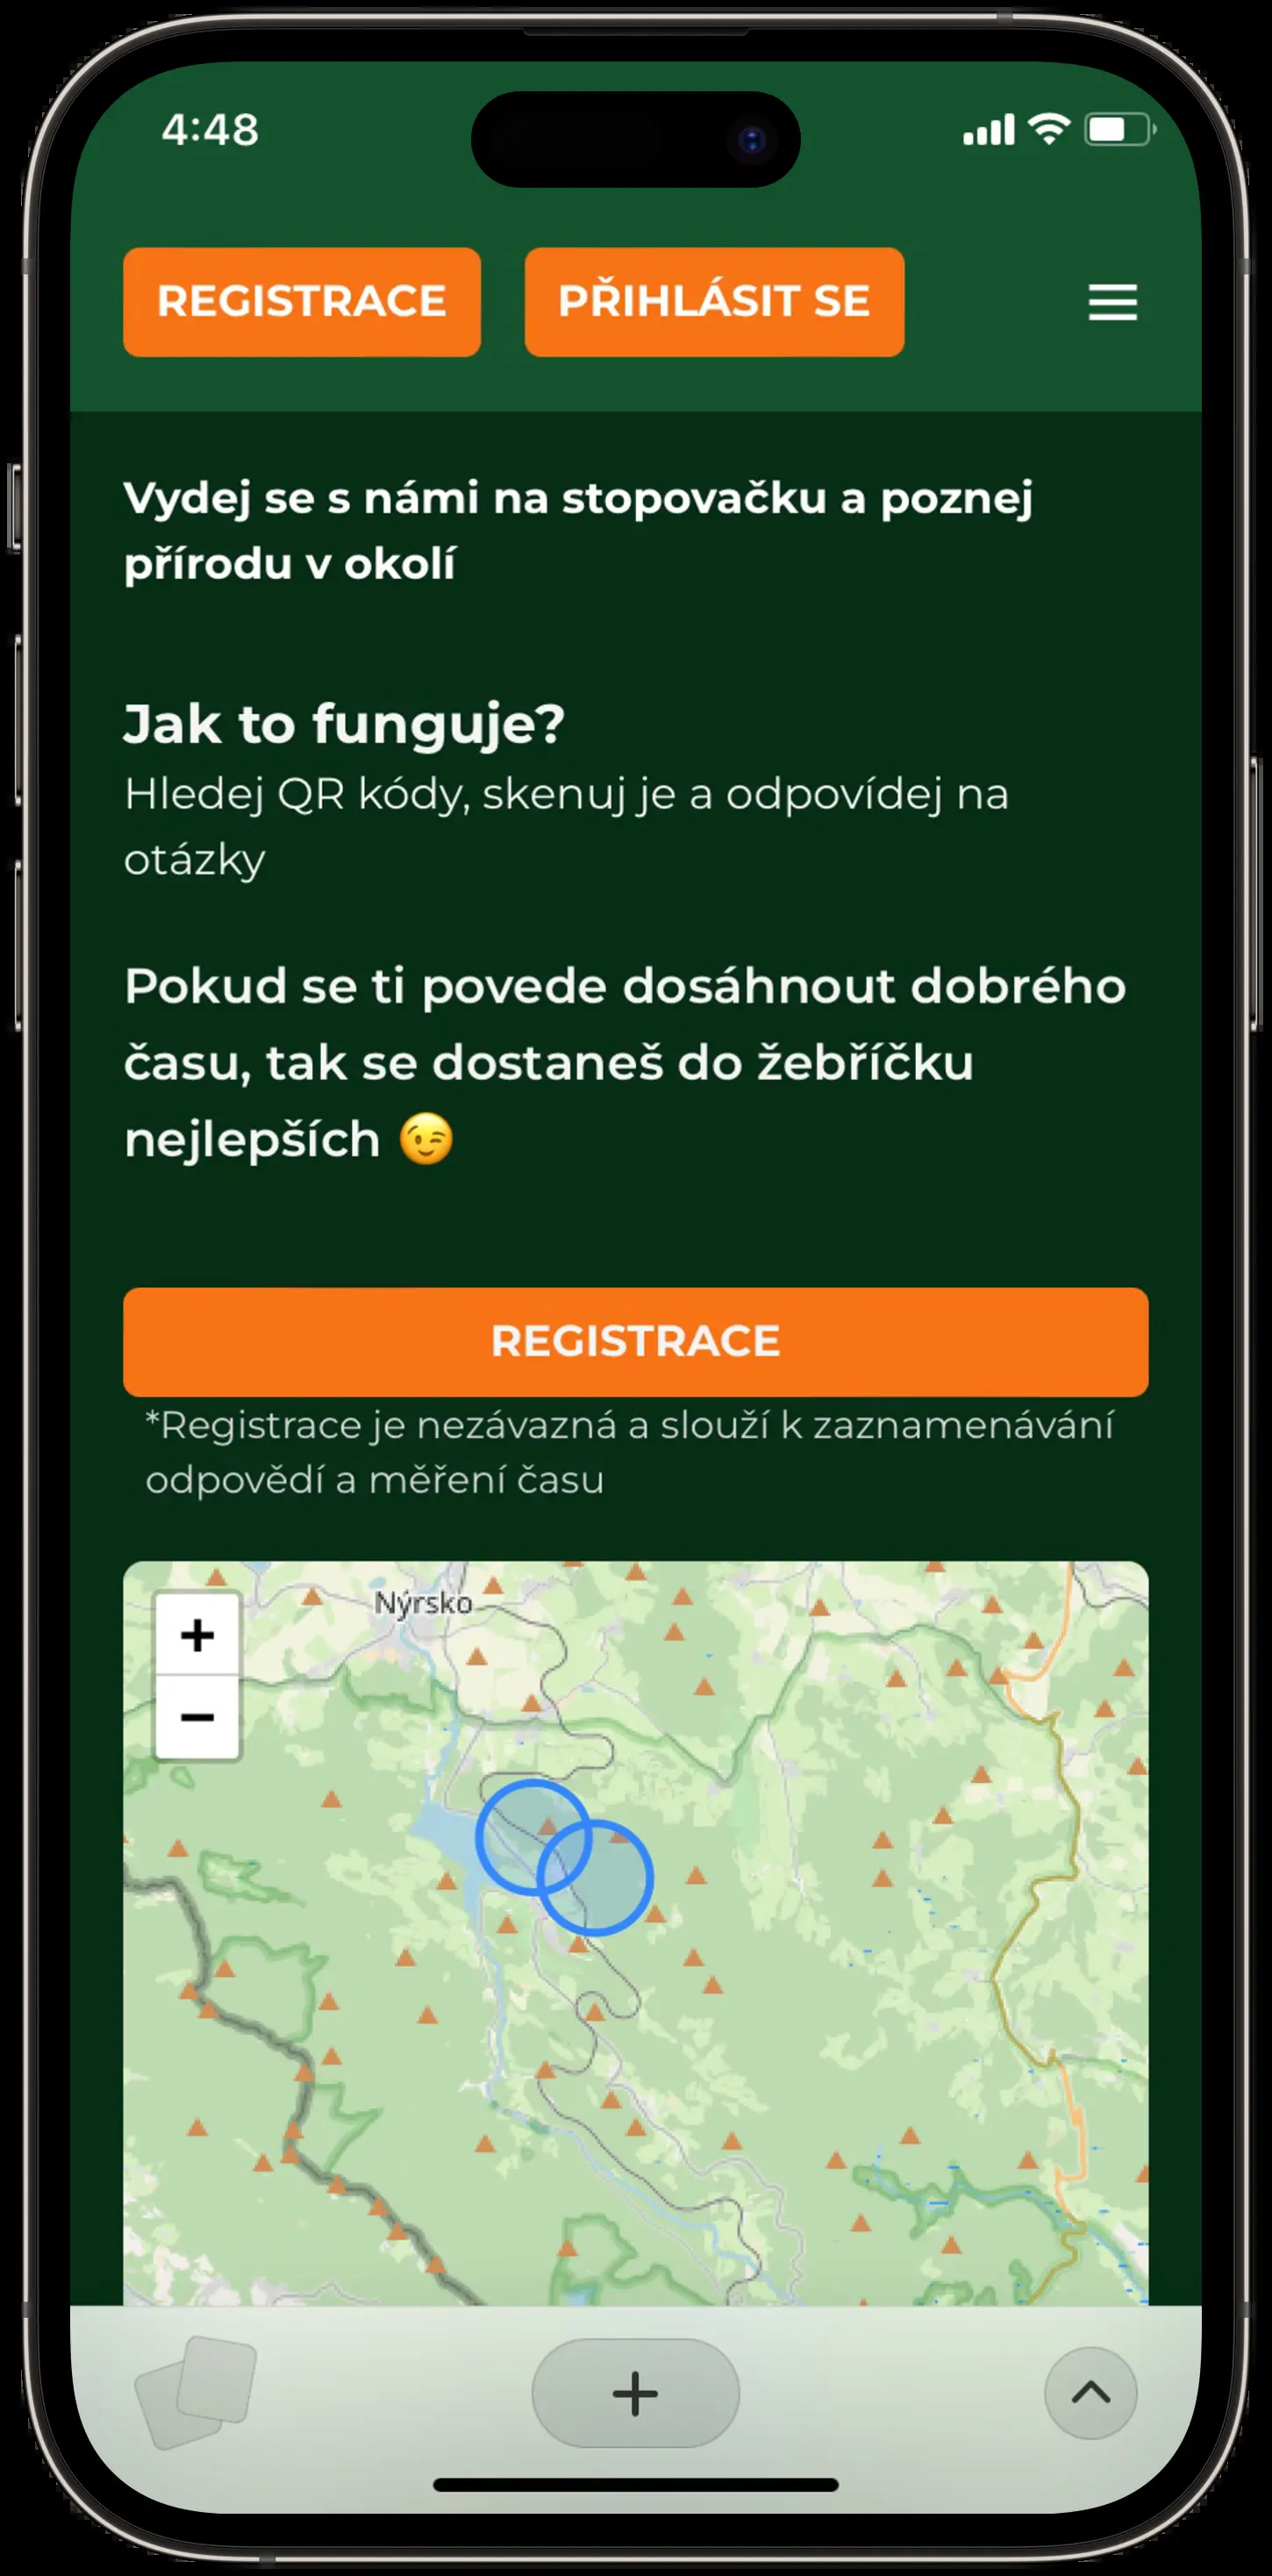 4:48
REGISTRACE
PŘIHLÁSIT SE
Vydej se s námi na stopovačku a poznej
přírodu v okolí
Jak to funguje?
Hledej QR kódy, skenuj je a odpovídej na
otázky
Pokud se ti povede dosáhnout dobrého
času, tak se dostaneš do žebříčku
nejlepších 😉
REGISTRACE
*Registrace je nezávazná a slouží k zaznamenávání
odpovědí a měření času
Nýrsko
+
−
+